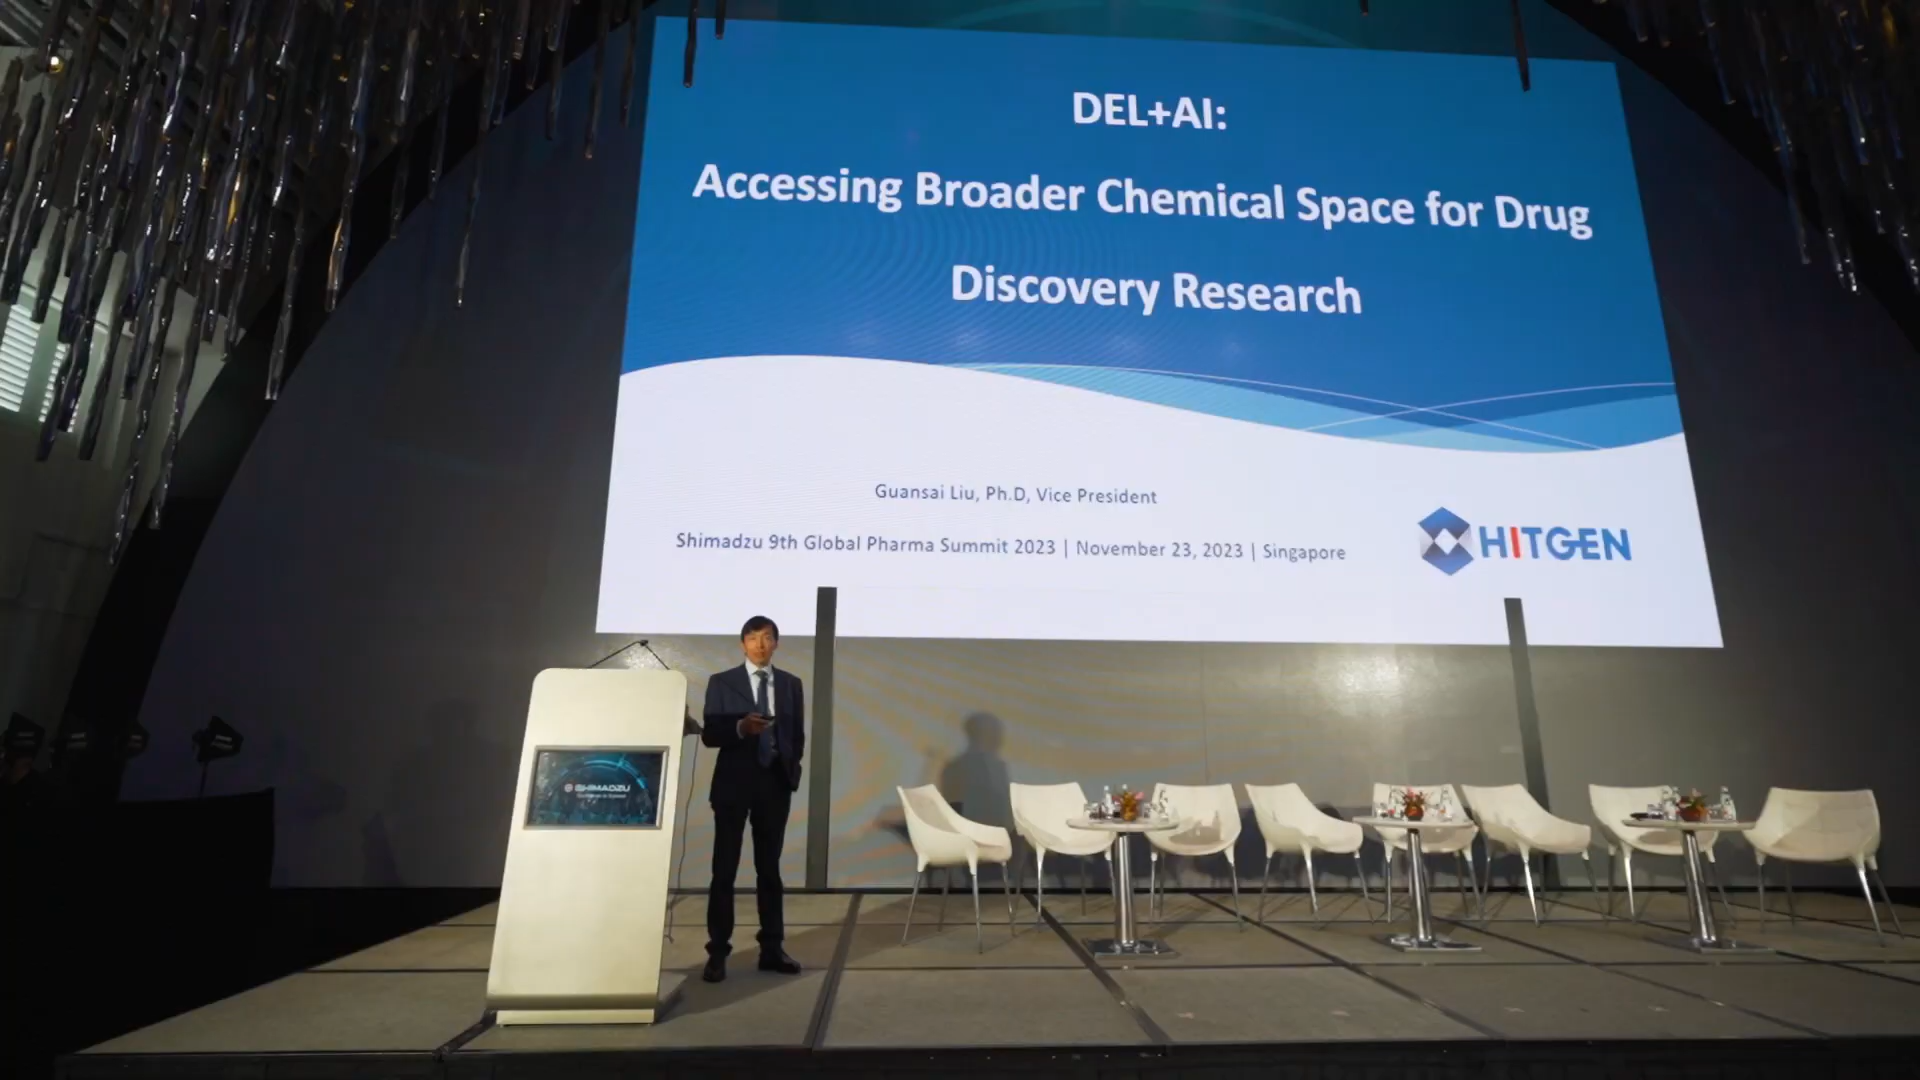 DEL+AI:
Accessing Broader Chemical Space for Drug
Discovery Research
Guansai Liu, Ph.D, Vice President
Shimadzu 9th Global Pharma Summit 2023 | November 23, 2023 | Singapore
HITGEN
SHIMADZU